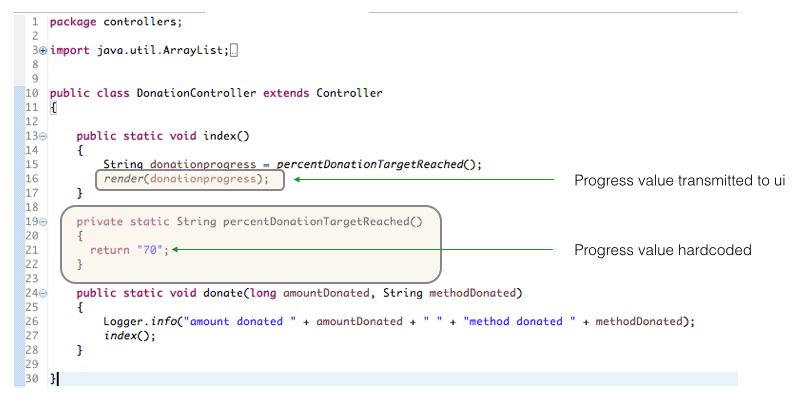 1 package controllers;
2
3 import java.util.ArrayList;
8
9
10 public class DonationController extends Controller
11 {
12
13 public static void index()
14 {
15 String donationprogress = percentDonationTargetReached();
16 render(donationprogress); Progress value transmitted to ui
17 }
18
19 private static String percentDonationTargetReached()
20 {
21 return "70"; Progress value hardcoded
22 }
23
24 public static void donate(long amountDonated, String methodDonated)
25 {
26 Logger.info("amount donated " + amountDonated + " " + "method donated " + methodDonated);
27 index();
28 }
29
30 }